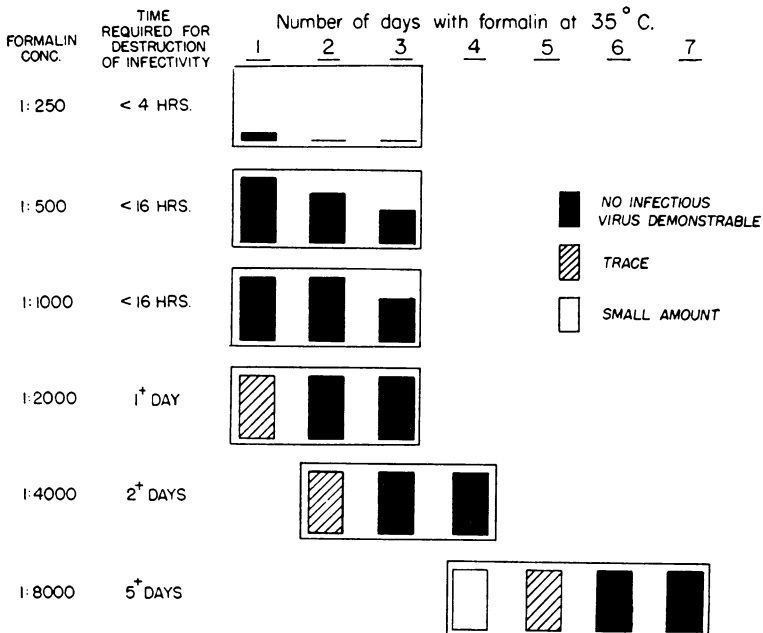 Number of days with formalin at 35° C.
FORMALIN CONC.
TIME REQUIRED FOR DESTRUCTION OF INFECTIVITY
1 2 3 4 5 6 7
1:250 < 4 HRS.
1:500 <16 HRS.
1:1000 <16 HRS.
1:2000 1+ DAY
1:4000 2+ DAYS
1:8000 5+ DAYS
NO INFECTIOUS
VIRUS DEMONSTRABLE
TRACE
SMALL AMOUNT